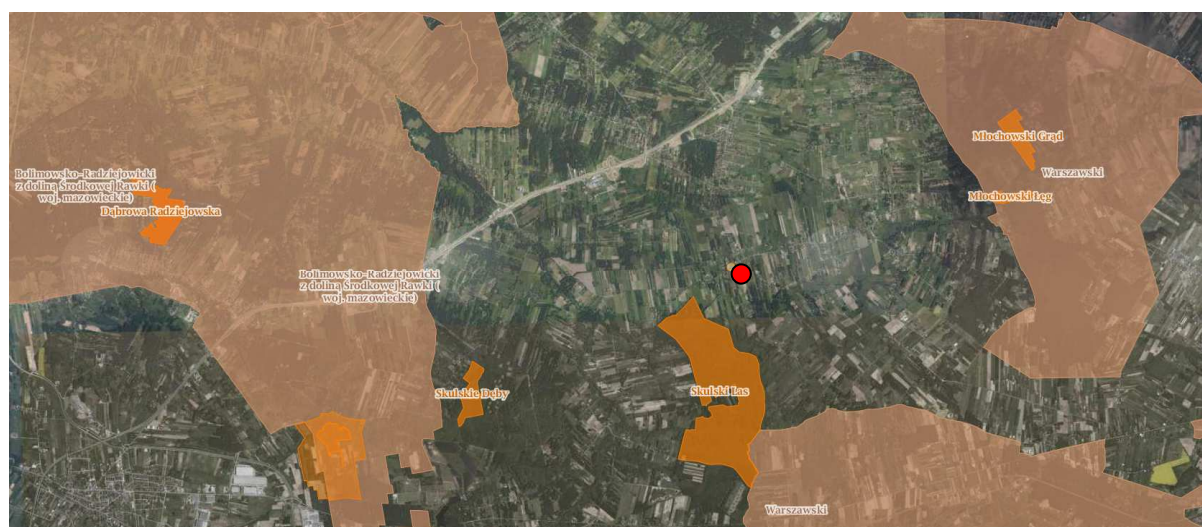 Młochowski Grąd
Warszawski
Młochowski Łęg
Bolimowsko-Radziejowicki
z doliną Środkowej Rawki (
woj. mazowieckie)
Dąbrowa Radziejowska
Bolimowsko-Radziejowicki
z doliną Środkowej Rawki (
woj. mazowieckie)
Skulskie Dęby
Skulski Las
Warszawski